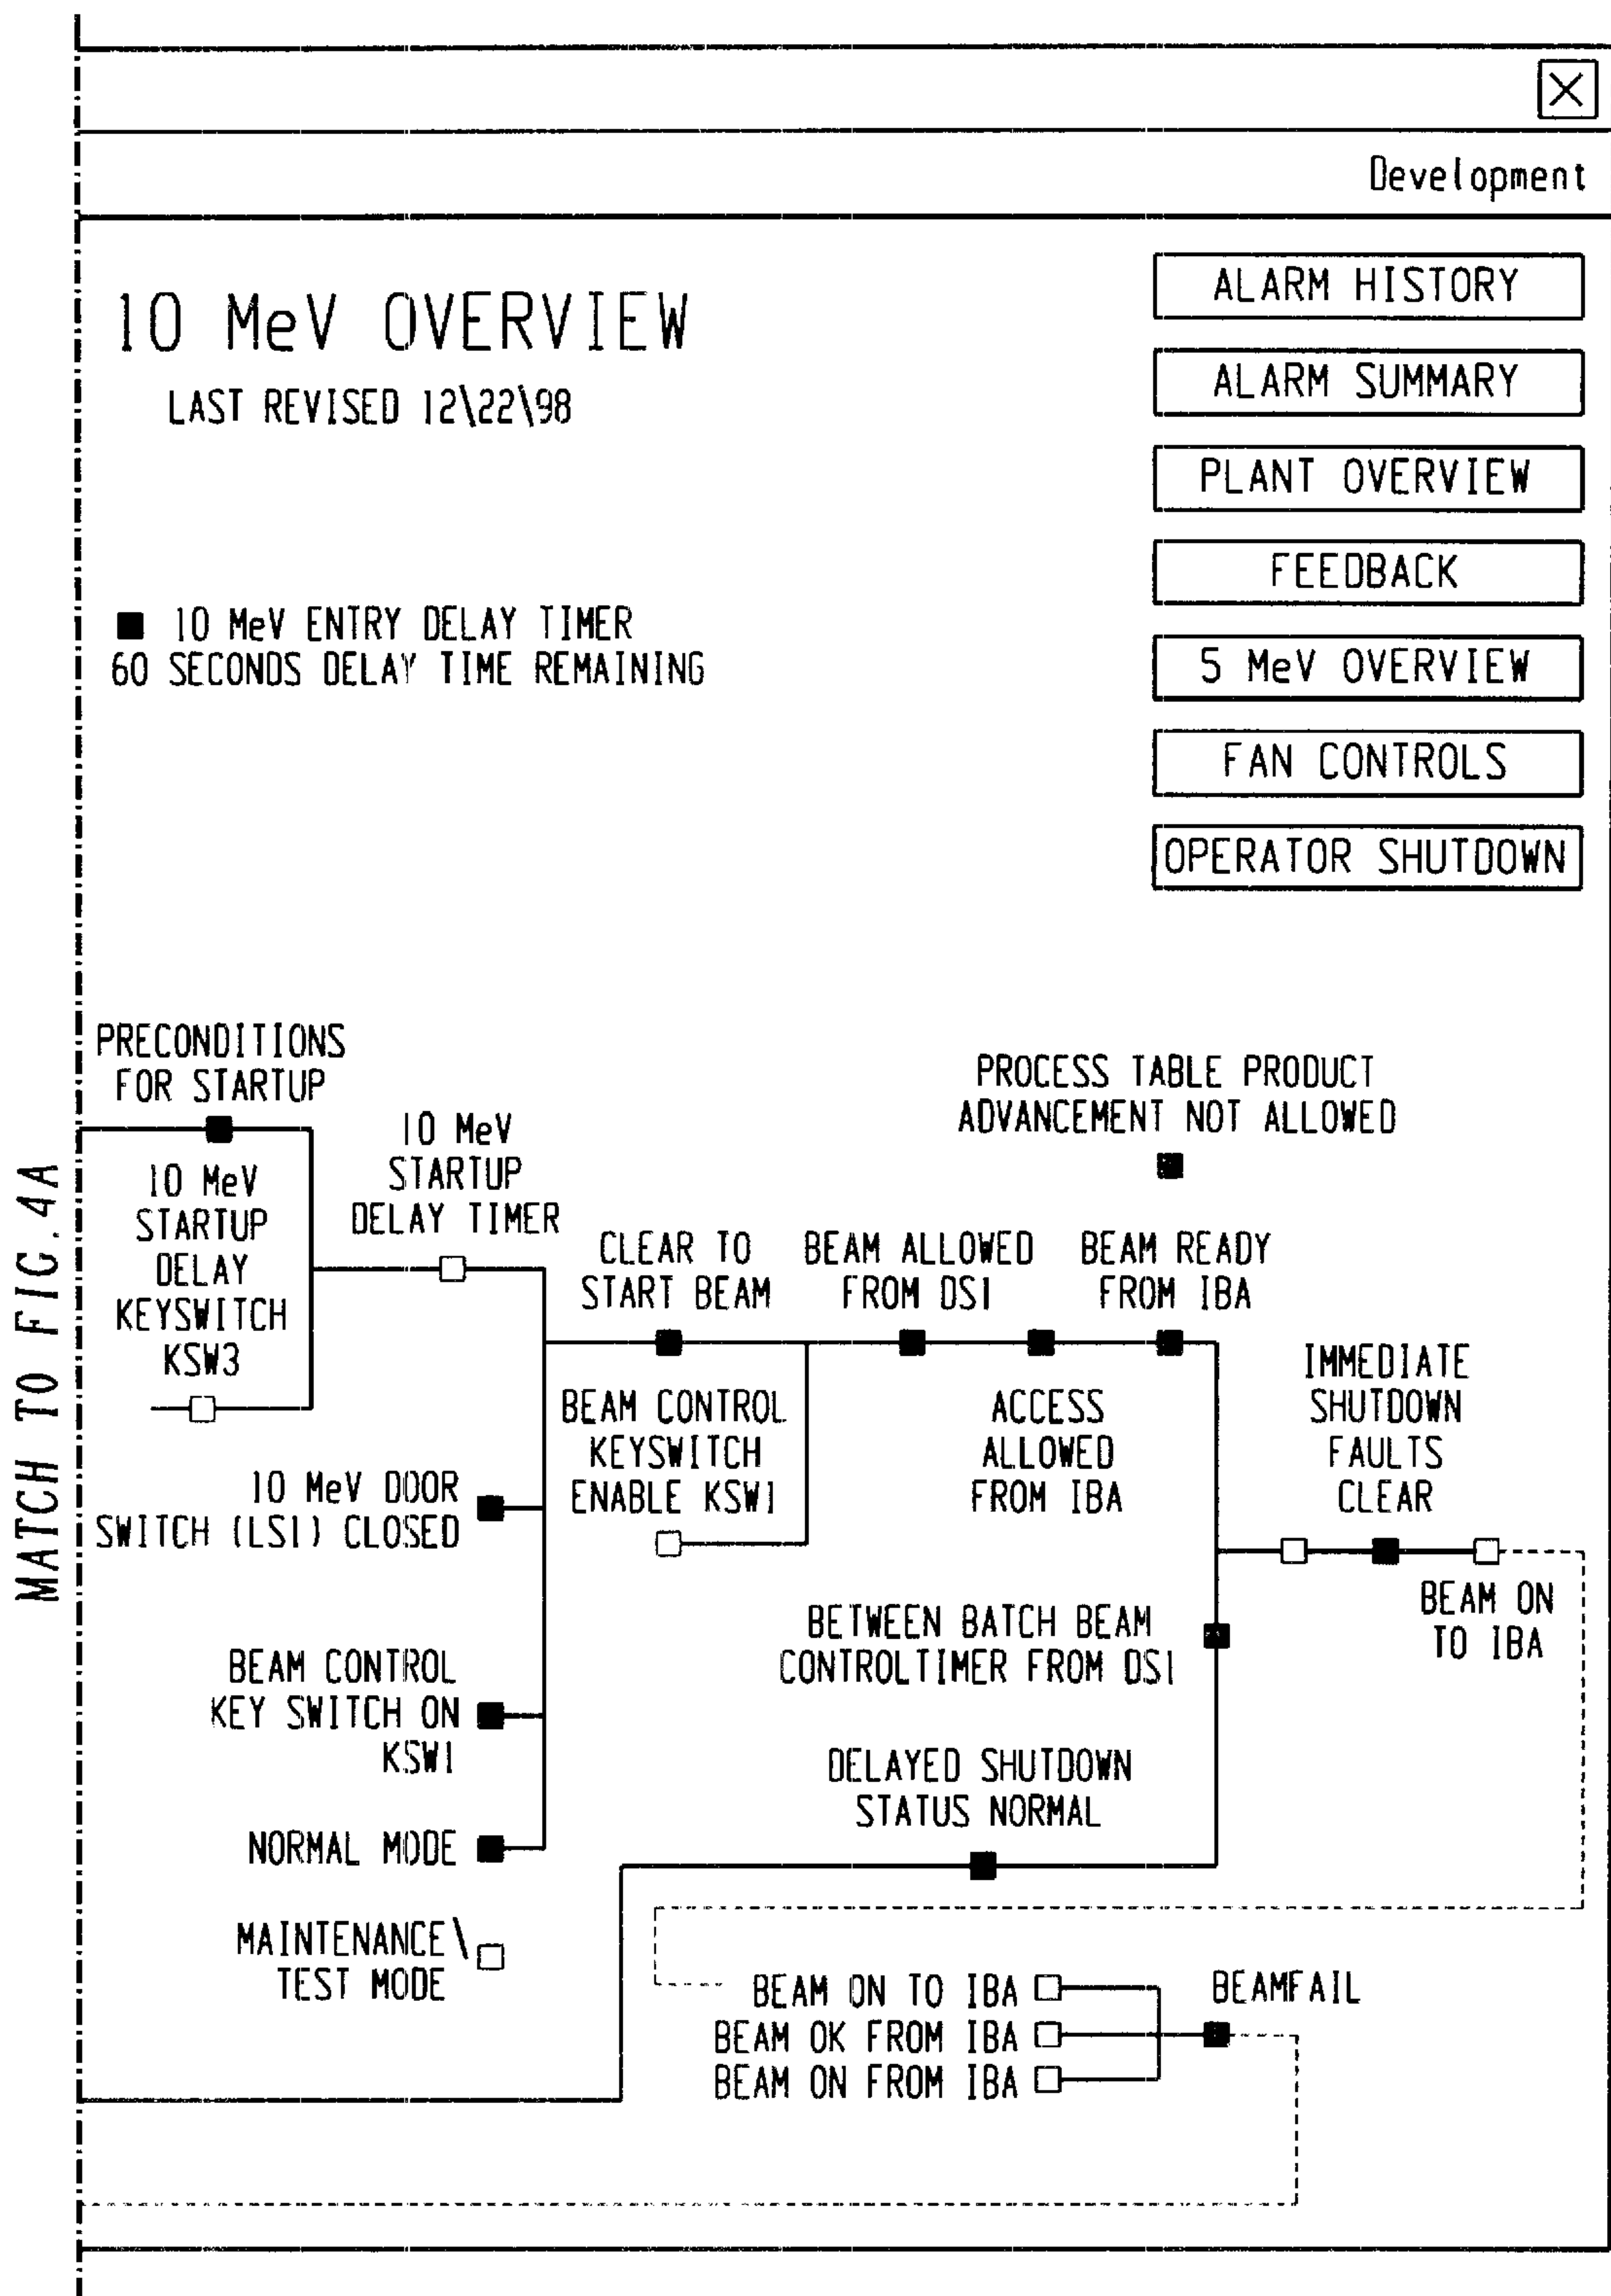 Development
10 MeV OVERVIEW
LAST REVISED 12\22\98
ALARM HISTORY
ALARM SUMMARY
PLANT OVERVIEW
FEEDBACK
5 MeV OVERVIEW
FAN CONTROLS
OPERATOR SHUTDOWN
10 MeV ENTRY DELAY TIMER
60 SECONDS DELAY TIME REMAINING
MATCH TO FIG. 4A
PRECONDITIONS
FOR STARTUP
10 MeV
STARTUP
DELAY
KEYSWITCH
KSW3
10 MeV
STARTUP
DELAY TIMER
PROCESS TABLE PRODUCT
ADVANCEMENT NOT ALLOWED
CLEAR TO
START BEAM
BEAM ALLOWED
FROM DS1
BEAM READY
FROM IBA
BEAM CONTROL
KEYSWITCH
ENABLE KSW1
ACCESS
ALLOWED
FROM IBA
IMMEDIATE
SHUTDOWN
FAULTS
CLEAR
10 MeV DOOR
SWITCH (LS1) CLOSED
BEAM ON
TO IBA
BETWEEN BATCH BEAM
CONTROLTIMER FROM DS1
BEAM CONTROL
KEY SWITCH ON
KSW1
DELAYED SHUTDOWN
STATUS NORMAL
NORMAL MODE
MAINTENANCE\
TEST MODE
BEAM ON TO IBA
BEAM OK FROM IBA
BEAM ON FROM IBA
BEAMFAIL